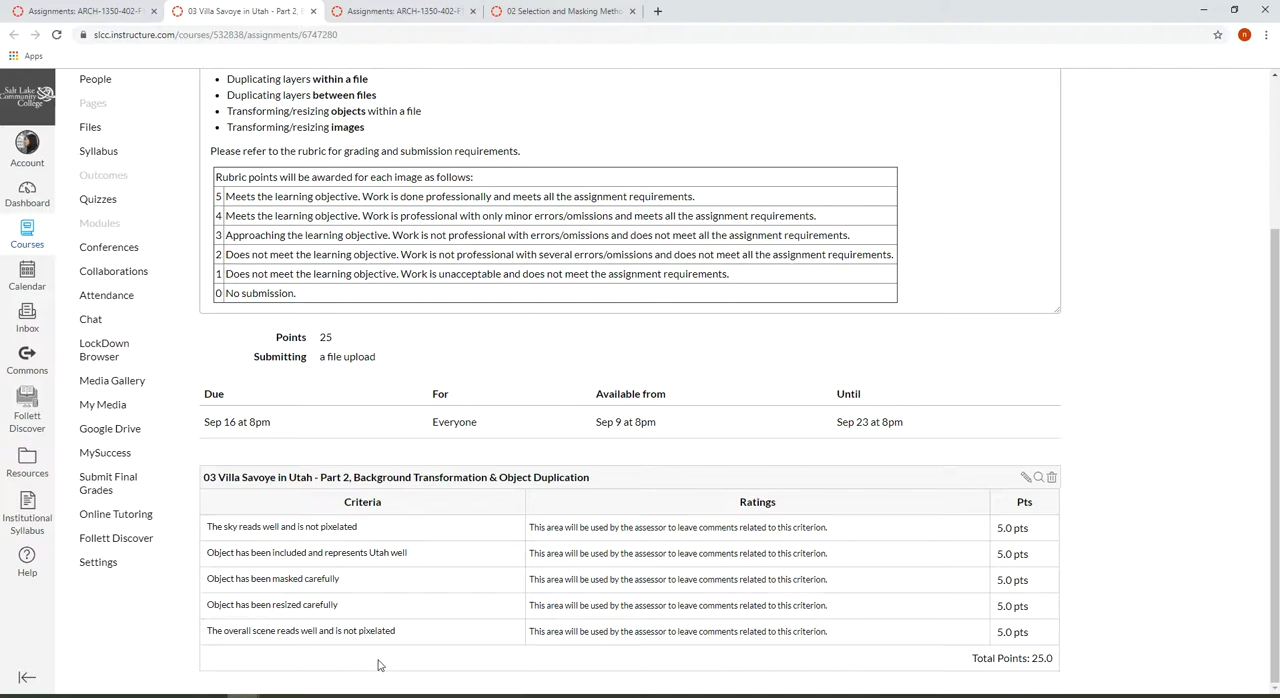 Assignments: ARCH-1350-402-F
03 Villa Savoye in Utah - Part 2, B
Assignments: ARCH-1350-402-F
02 Selection and Masking Metho
slcc.instructure.com/courses/532838/assignments/6747280
n
Apps
Salt Lake
Community
College
Account
Dashboard
Courses
Calendar
Inbox
Commons
Follett
Discover
Resources
Institutional
Syllabus
Help
People
Pages
Files
Syllabus
Outcomes
Quizzes
Modules
Conferences
Collaborations
Attendance
Chat
LockDown
Browser
Media Gallery
My Media
Google Drive
MySuccess
Submit Final
Grades
Online Tutoring
Follett Discover
Settings
Duplicating layers within a file
Duplicating layers between files
Transforming/resizing objects within a file
Transforming/resizing images
Please refer to the rubric for grading and submission requirements.
Rubric points will be awarded for each image as follows:
5 Meets the learning objective. Work is done professionally and meets all the assignment requirements.
4 Meets the learning objective. Work is professional with only minor errors/omissions and meets all the assignment requirements.
3 Approaching the learning objective. Work is not professional with errors/omissions and does not meet all the assignment requirements.
2 Does not meet the learning objective. Work is not professional with several errors/omissions and does not meet all the assignment requirements.
1 Does not meet the learning objective. Work is unacceptable and does not meet the assignment requirements.
0 No submission.
Points 25
Submitting a file upload
Due For Available from Until
Sep 16 at 8pm Everyone Sep 9 at 8pm Sep 23 at 8pm
03 Villa Savoye in Utah - Part 2, Background Transformation & Object Duplication
Criteria Ratings Pts
The sky reads well and is not pixelated This area will be used by the assessor to leave comments related to this criterion. 5.0 pts
Object has been included and represents Utah well This area will be used by the assessor to leave comments related to this criterion. 5.0 pts
Object has been masked carefully This area will be used by the assessor to leave comments related to this criterion. 5.0 pts
Object has been resized carefully This area will be used by the assessor to leave comments related to this criterion. 5.0 pts
The overall scene reads well and is not pixelated This area will be used by the assessor to leave comments related to this criterion. 5.0 pts
Total Points: 25.0